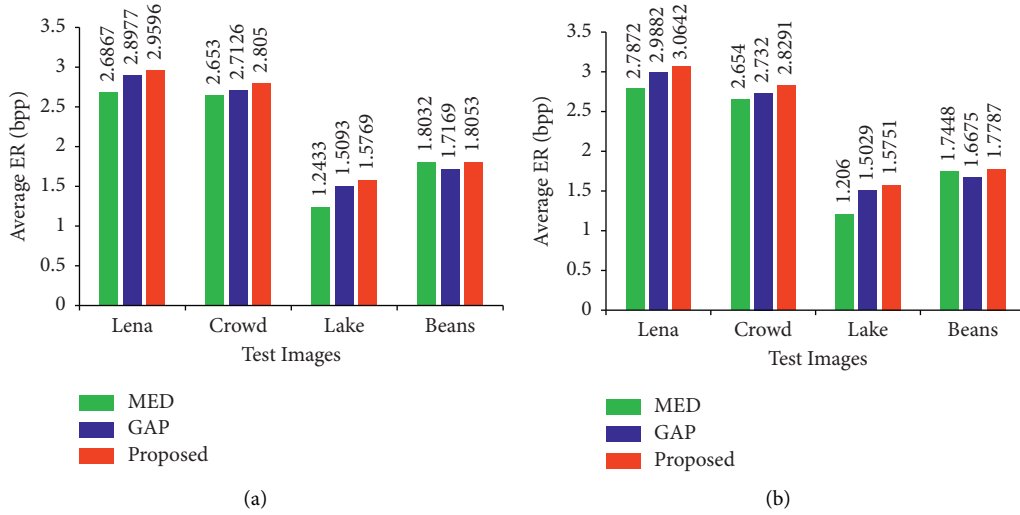 3.5
3
2.5
2
1.5
1
0.5
0
Average ER (bpp)
2.6867
2.8977
2.9596
2.653
2.7126
2.805
1.2433
1.5093
1.5769
1.8032
1.7169
1.8053
Lena
Crowd
Lake
Beans
Test Images
MED
GAP
Proposed
(a)
3.5
3
2.5
2
1.5
1
0.5
0
Average ER (bpp)
2.7872
2.9882
3.0642
2.654
2.732
2.8291
1.206
1.5029
1.5751
1.7448
1.6675
1.7787
Lena
Crowd
Lake
Beans
Test Images
MED
GAP
Proposed
(b)